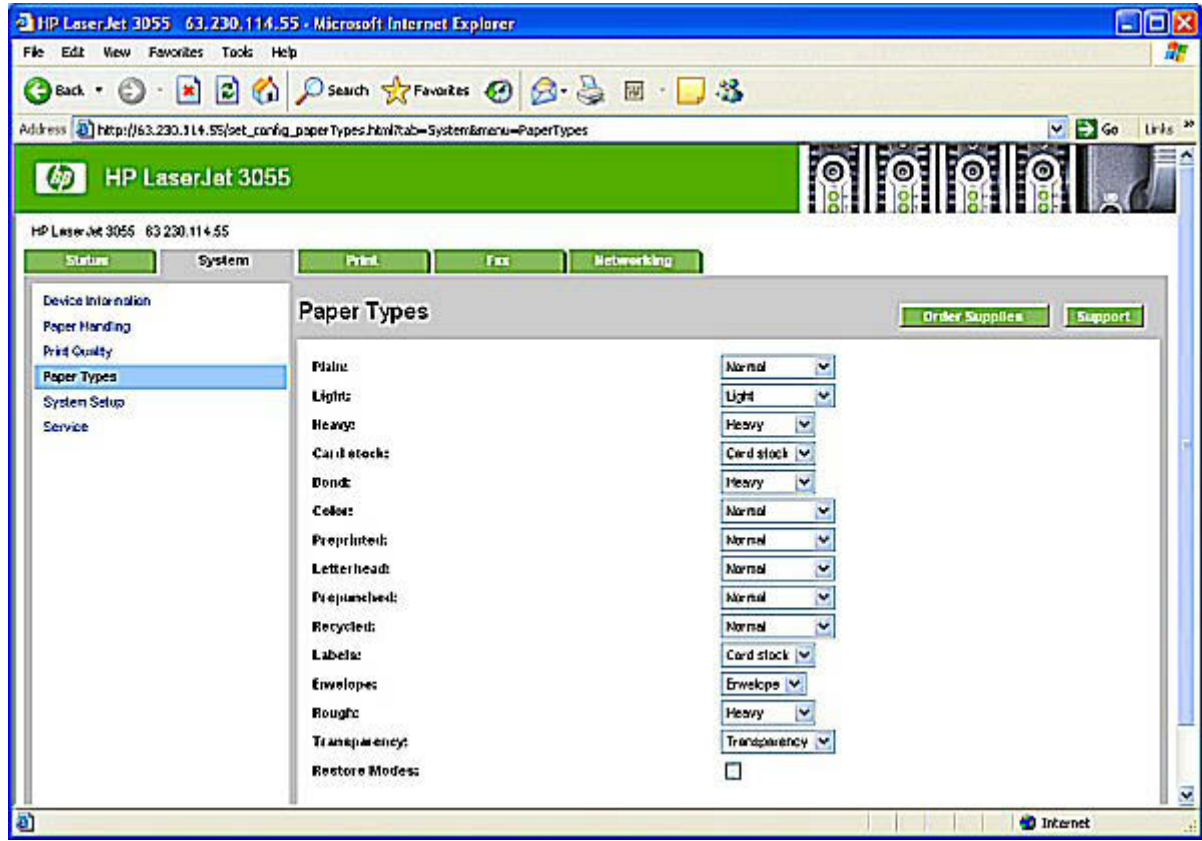 HP LaserJet 3055 63.230.114.55 - Microsoft Internet Explorer
File Edit View Favorites Tools Help
Back Search Favorites
Address http://63.230.114.55/set_config_paperTypes.html?tab=System&menu=PaperTypes Go Links »
hp HP LaserJet 3055
HP LaserJet 3055 63.230.114.55
Status System Print Fax Networking
Device Information
Paper Handling
Print Quality
Paper Types
System Setup
Service
Paper Types
Order Supplies Support
Plain: Normal
Light: Light
Heavy: Heavy
Card stock: Card stock
Bond: Heavy
Color: Normal
Preprinted: Normal
Letterhead: Normal
Prepunched: Normal
Recycled: Normal
Labels: Card stock
Envelope: Envelope
Rough: Heavy
Transparency: Transparency
Restore Modes:
Internet